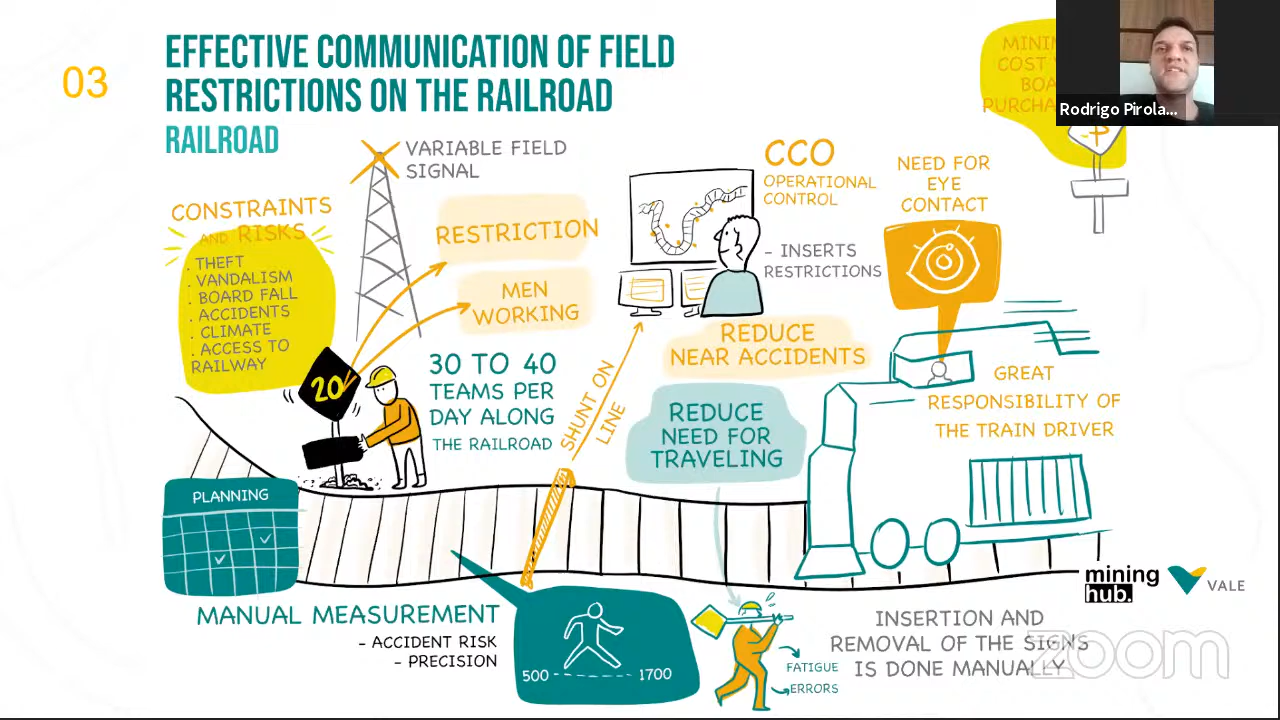 03
EFFECTIVE COMMUNICATION OF FIELD
RESTRICTIONS ON THE RAILROAD
RAILROAD
Rodrigo Pirola...
COST
VARIABLE FIELD
SIGNAL
CONSTRAINTS
AND RISKS
. THEFT
. VANDALISM
. BOARD FALL
. ACCIDENTS
. CLIMATE
. ACCESS TO
RAILWAY
20
RESTRICTION
MEN
WORKING
30 TO 40
TEAMS PER
DAY ALONG
THE RAILROAD
SHUNT ON
LINE
CCO
OPERATIONAL
CONTROL
- INSERTS
RESTRICTIONS
REDUCE
NEAR ACCIDENTS
REDUCE
NEED FOR
TRAVELING
NEED FOR
EYE
CONTACT
P
GREAT
RESPONSIBILITY OF
THE TRAIN DRIVER
PLANNING
MANUAL MEASUREMENT
- ACCIDENT RISK
- PRECISION
500 - - - - - - - - 1700
FATIGUE
ERRORS
INSERTION AND
REMOVAL OF THE SIGNS
IS DONE MANUALLY
mining
hub.
VALE
zoom